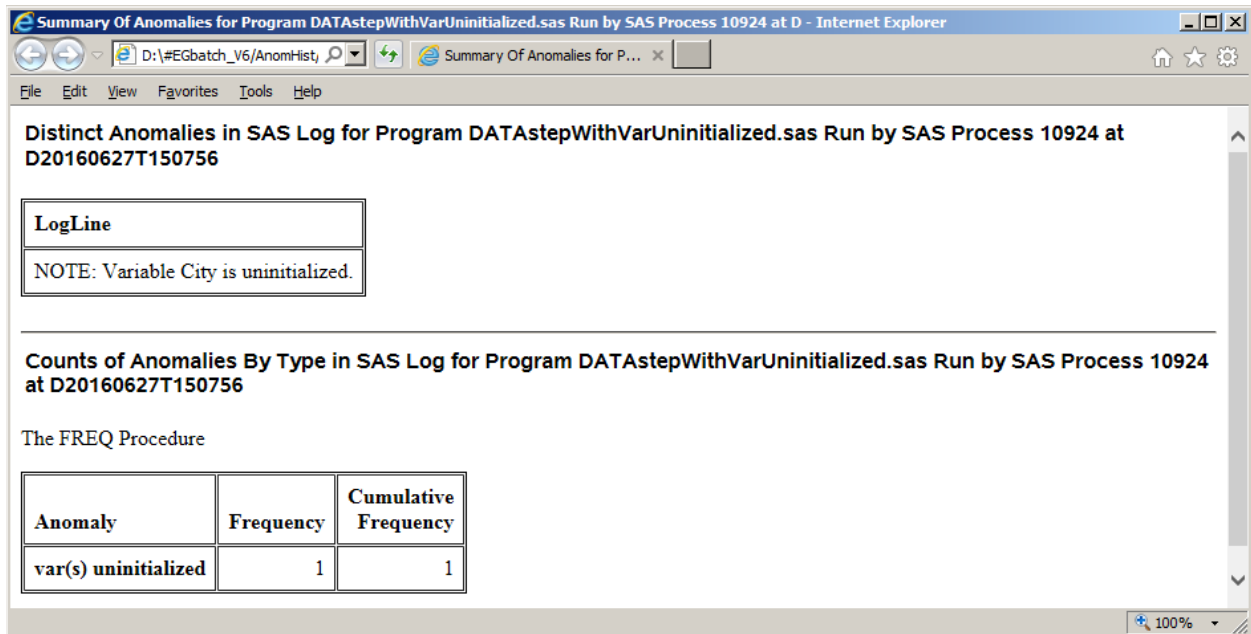 Summary Of Anomalies for Program DATAstepWithVarUninitialized.sas Run by SAS Process 10924 at D - Internet Explorer
D:\#EGbatch_V6/AnomHist, Summary Of Anomalies for P...
File Edit View Favorites Tools Help
Distinct Anomalies in SAS Log for Program DATAstepWithVarUninitialized.sas Run by SAS Process 10924 at
D20160627T150756
LogLine
NOTE: Variable City is uninitialized.
Counts of Anomalies By Type in SAS Log for Program DATAstepWithVarUninitialized.sas Run by SAS Process 10924
at D20160627T150756
The FREQ Procedure
Anomaly Frequency Cumulative
Frequency
var(s) uninitialized 1 1
100%